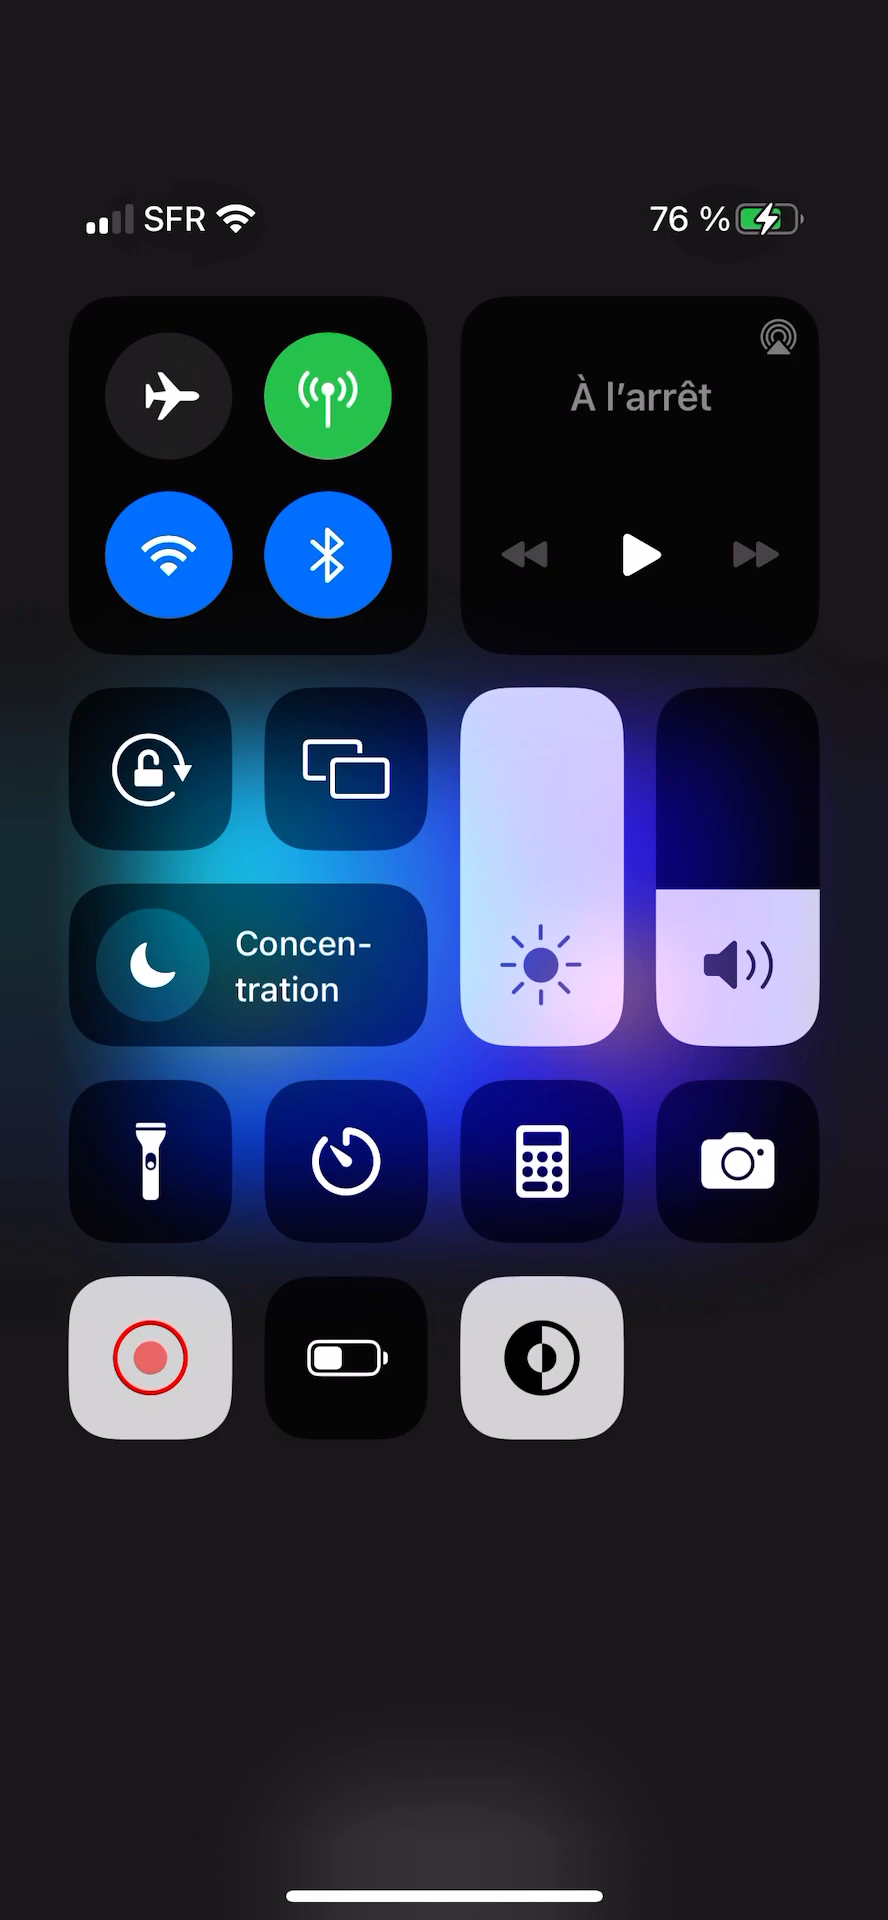 SFR
76 %
À l’arrêt
Concen-
tration